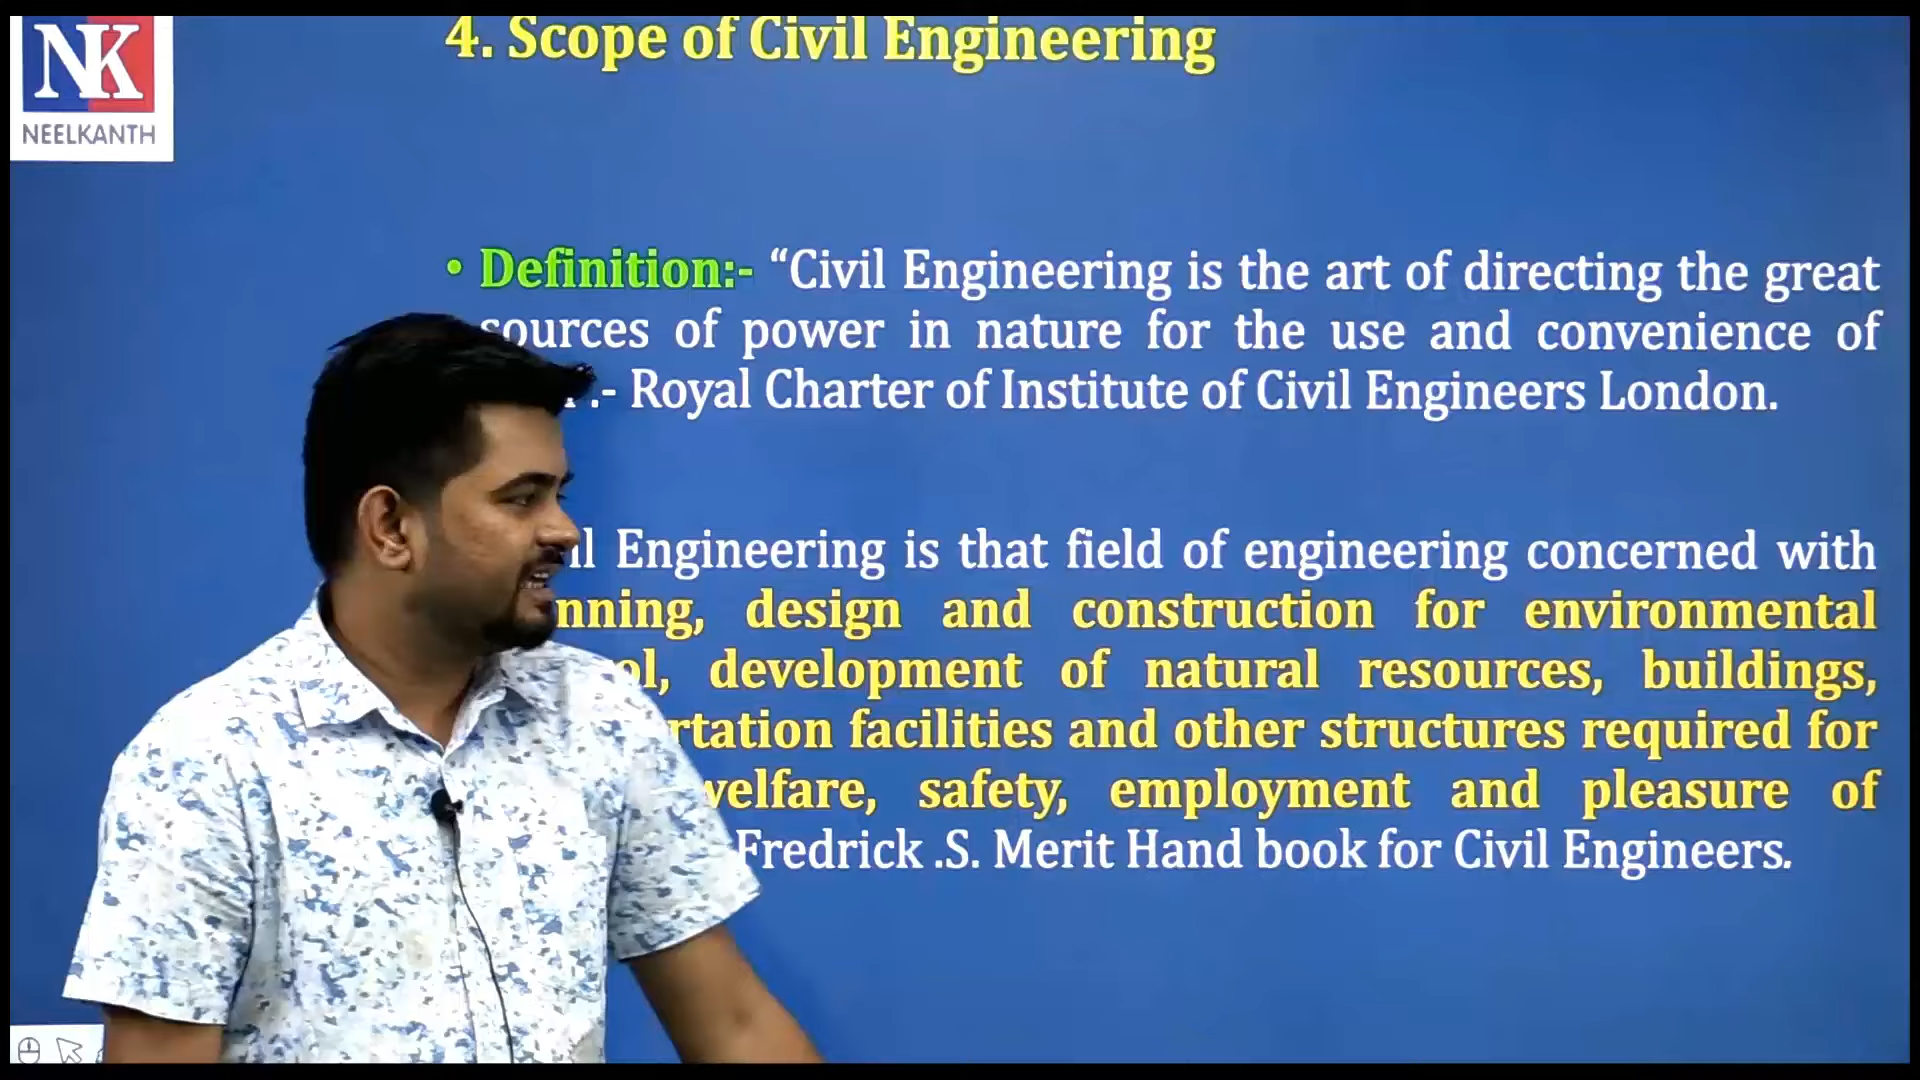 NK
NEELKANTH
4. Scope of Civil Engineering
• Definition:- “Civil Engineering is the art of directing the great
sources of power in nature for the use and convenience of
.- Royal Charter of Institute of Civil Engineers London.
Engineering is that field of engineering concerned with
design and construction for environmental
development of natural resources, buildings,
facilities and other structures required for
welfare, safety, employment and pleasure of
Fredrick .S. Merit Hand book for Civil Engineers.